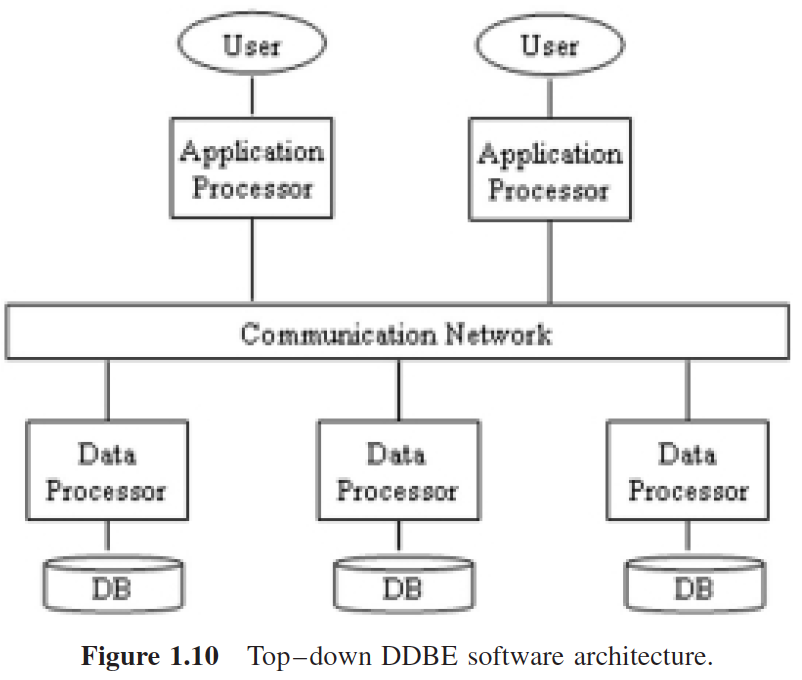 User
User
Application
Processor
Application
Processor
Communication Network
Data
Processor
Data
Processor
Data
Processor
DB
DB
DB
Figure 1.10 Top–down DDBE software architecture.